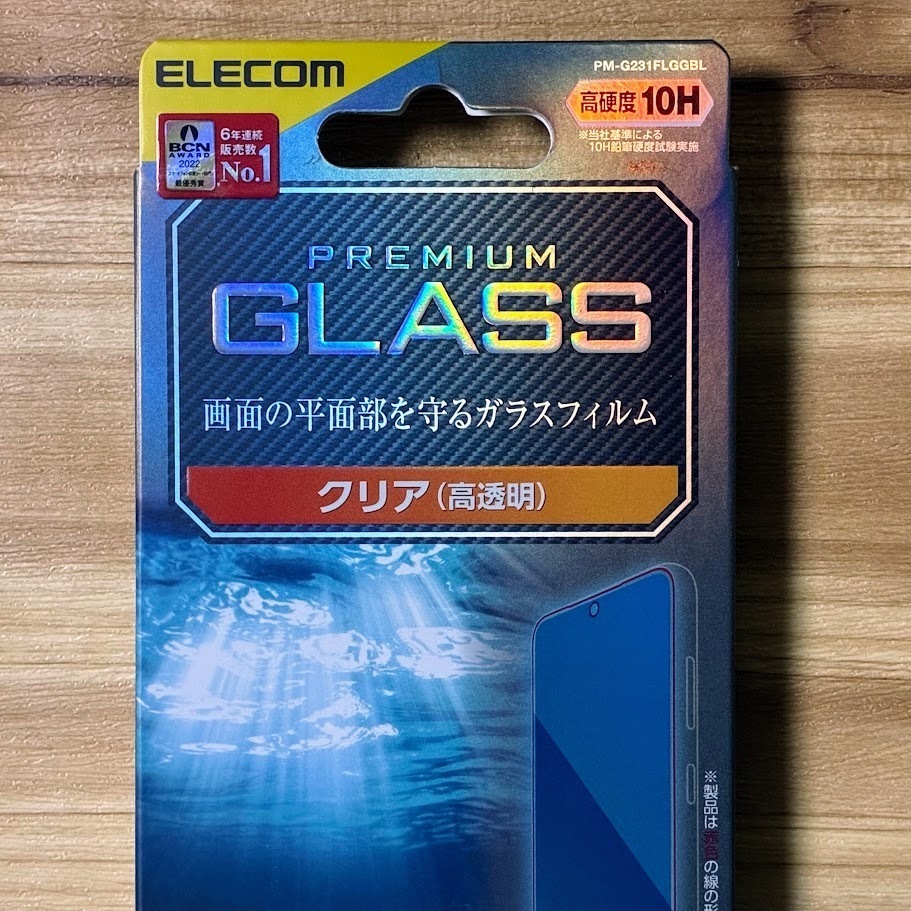 ELECOM
PM-G231FLGGBL
高硬度 10H
※当社基準による
10H鉛筆硬度試験実施
BCN
AWARD
2022
最優秀賞
6年連続
販売数
No.1
PREMIUM
GLASS
画面の平面部を守るガラスフィルム
クリア(高透明)
※製品は赤色の線の形